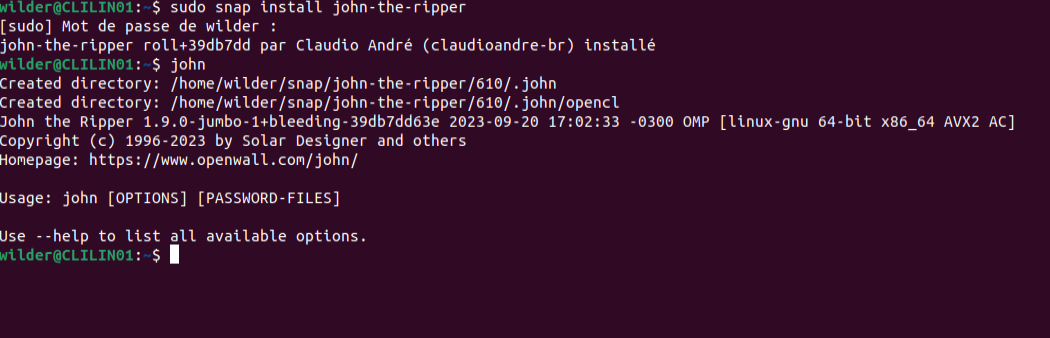 wilder@CLILIN01:~$ sudo snap install john-the-ripper
[sudo] Mot de passe de wilder :
john-the-ripper roll+39db7dd par Claudio André (claudioandre-br) installé
wilder@CLILIN01:~$ john
Created directory: /home/wilder/snap/john-the-ripper/610/.john
Created directory: /home/wilder/snap/john-the-ripper/610/.john/opencl
John the Ripper 1.9.0-jumbo-1+bleeding-39db7dd63e 2023-09-20 17:02:33 -0300 OMP [linux-gnu 64-bit x86_64 AVX2 AC]
Copyright (c) 1996-2023 by Solar Designer and others
Homepage: https://www.openwall.com/john/
Usage: john [OPTIONS] [PASSWORD-FILES]
Use --help to list all available options.
wilder@CLILIN01:~$